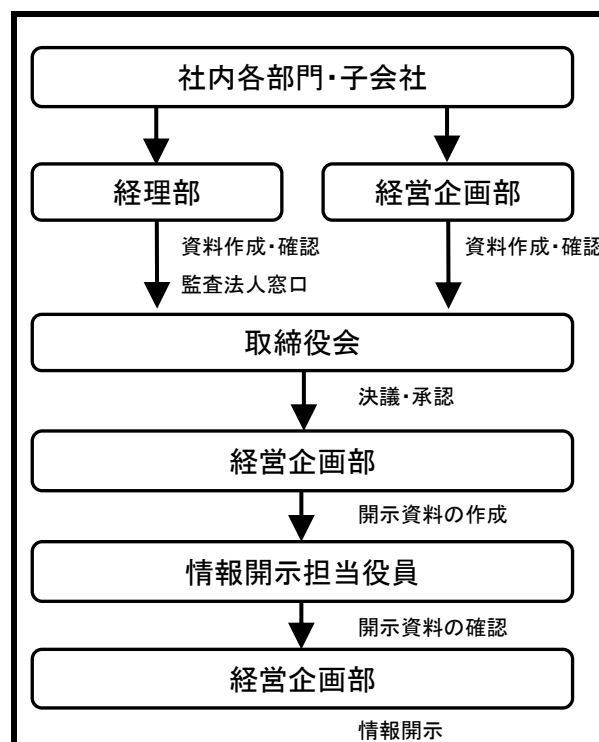 社内各部門・子会社
経理部
経営企画部
資料作成・確認
監査法人窓口
資料作成・確認
取締役会
決議・承認
経営企画部
開示資料の作成
情報開示担当役員
開示資料の確認
経営企画部
情報開示